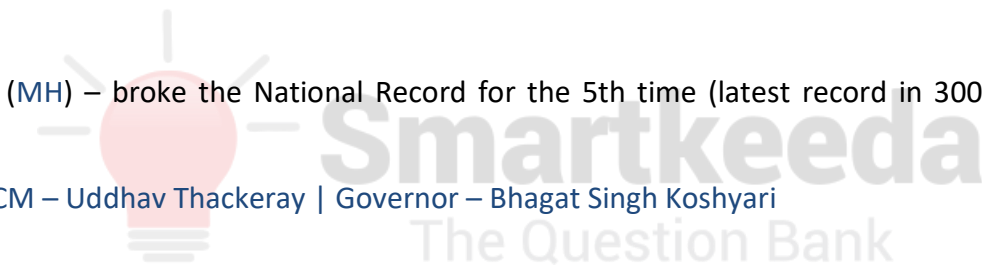 (MH) – broke the National Record for the 5th time (latest record in 300
CM – Uddhav Thackeray | Governor – Bhagat Singh Koshyari
Smartkeeda
The Question Bank